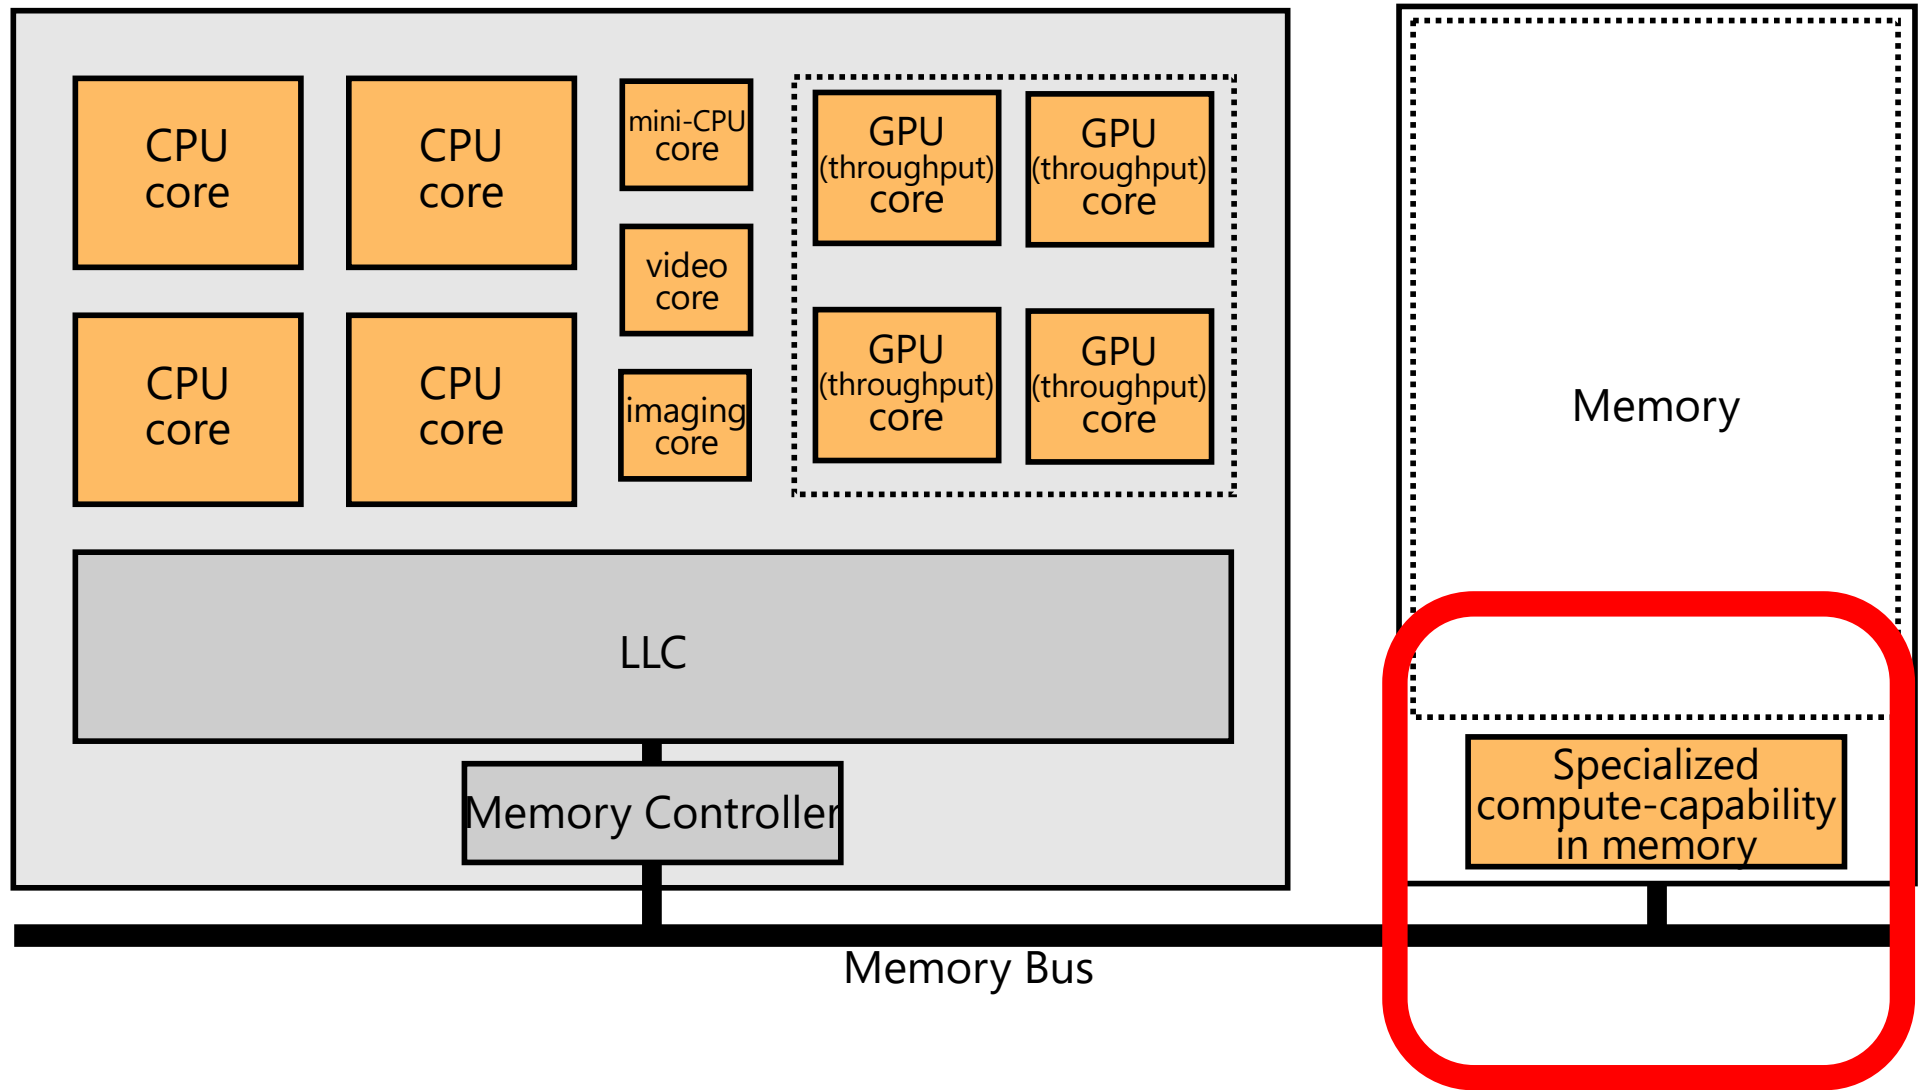 CPU
core
CPU
core
mini-CPU
core
video
core
imaging
core
GPU
(throughput)
core
GPU
(throughput)
core
CPU
core
CPU
core
GPU
(throughput)
core
GPU
(throughput)
core
LLC
Memory Controller
Memory
Specialized
compute-capability
in memory
Memory Bus